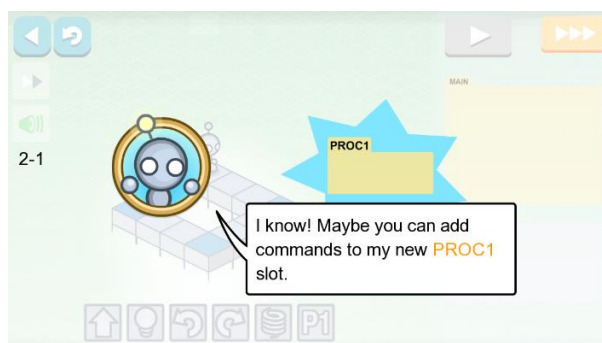 MAIN
2-1
PROC1
I know! Maybe you can add
commands to my new PROC1
slot.
P1